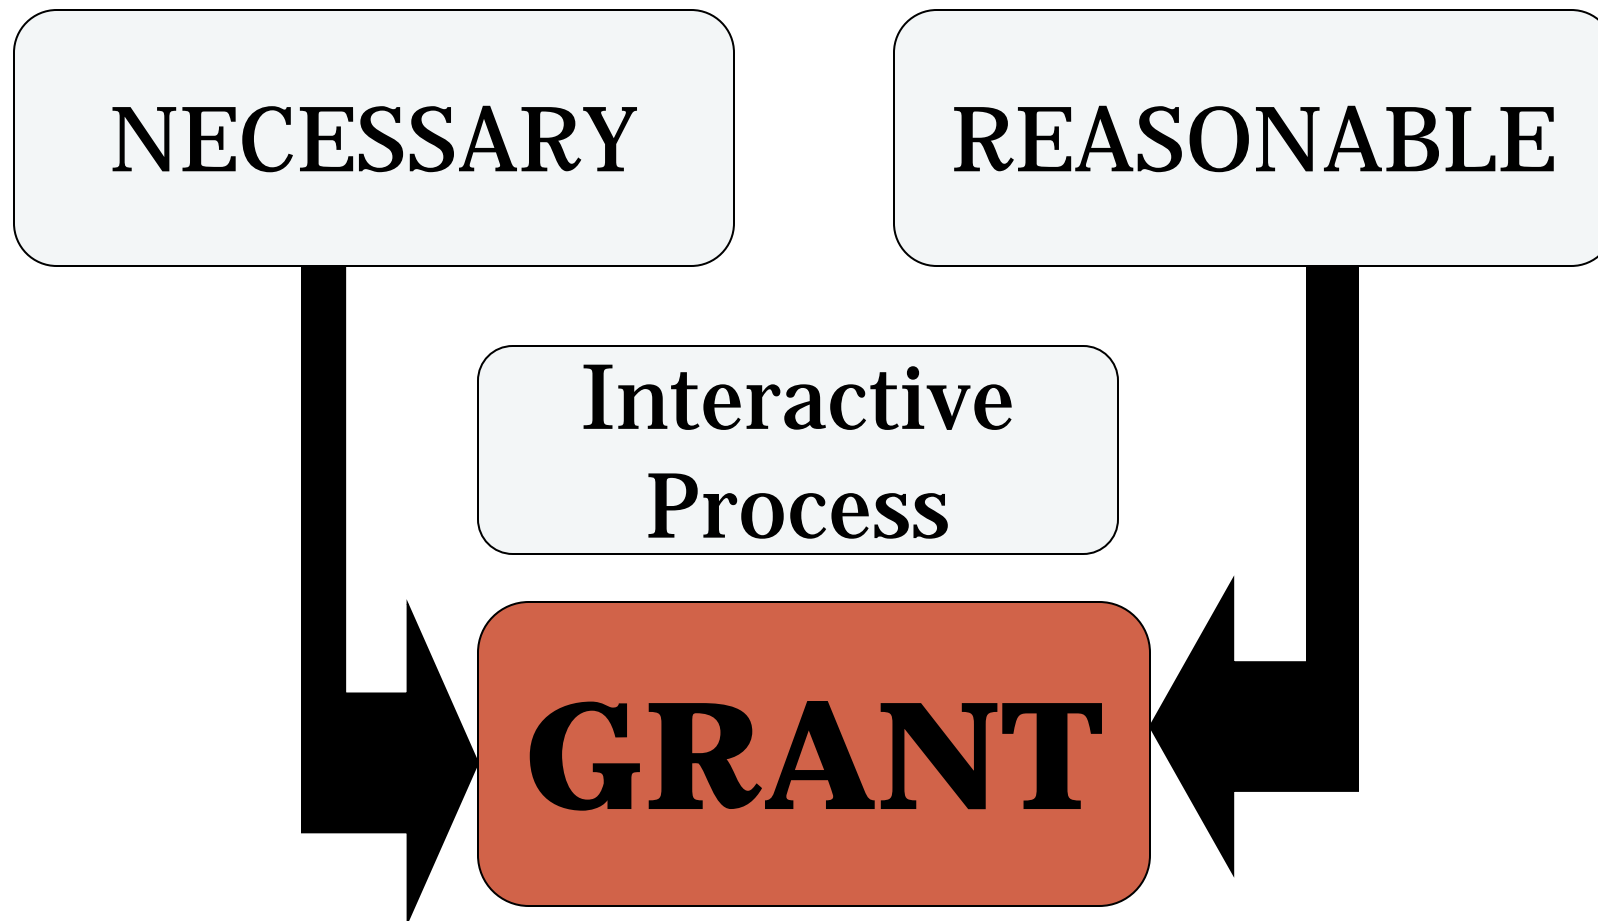 NECESSARY
REASONABLE
Interactive
Process
GRANT